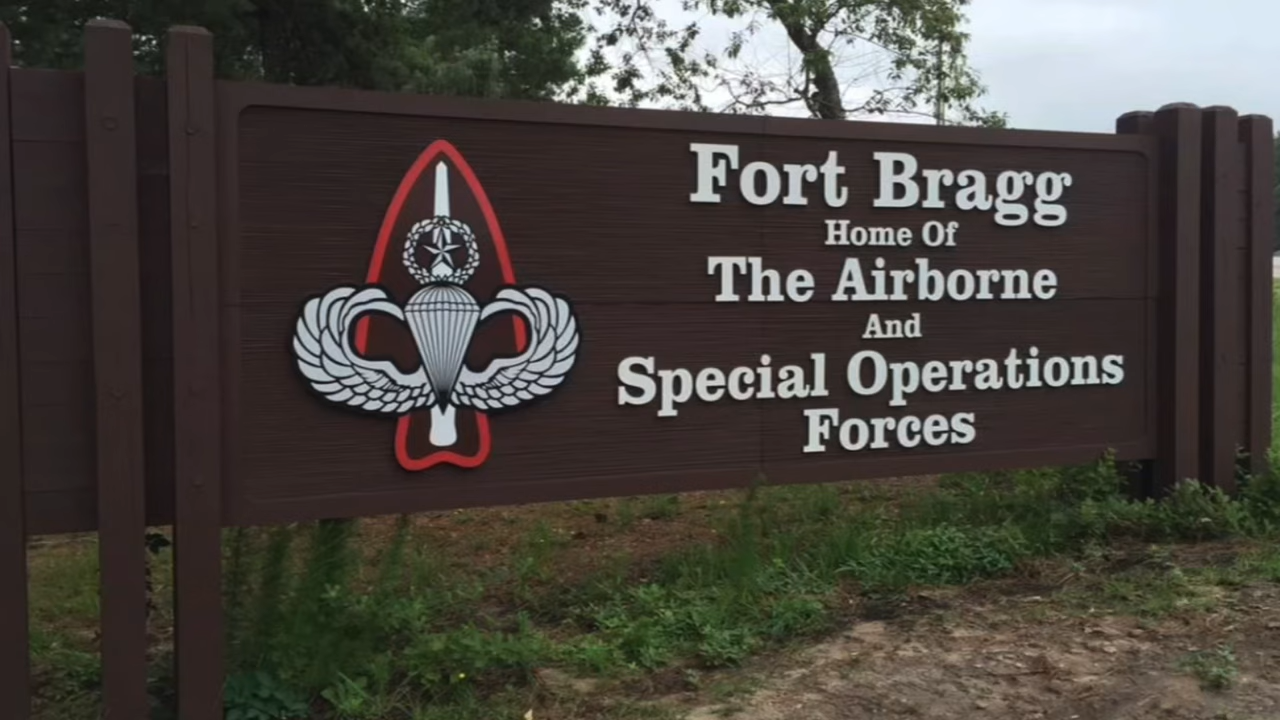 Fort Bragg
Home Of
The Airborne
And
Special Operations
Forces